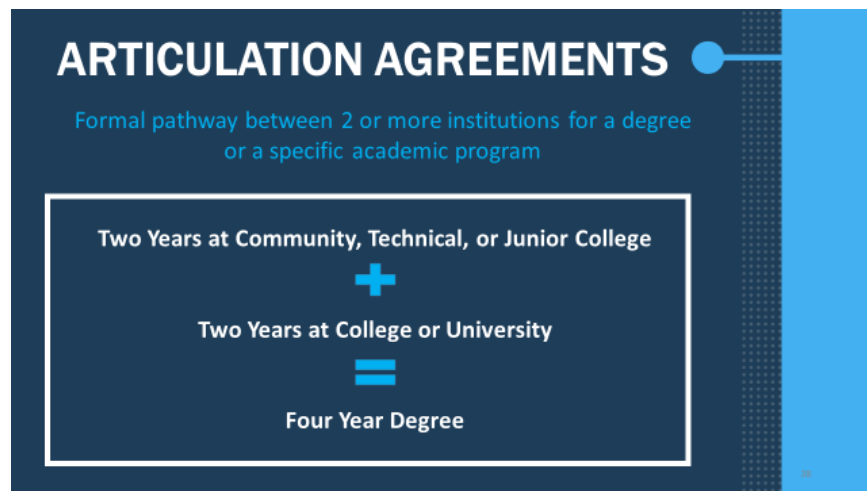 ARTICULATION AGREEMENTS
Formal pathway between 2 or more institutions for a degree
or a specific academic program
Two Years at Community, Technical, or Junior College
+
Two Years at College or University
=
Four Year Degree